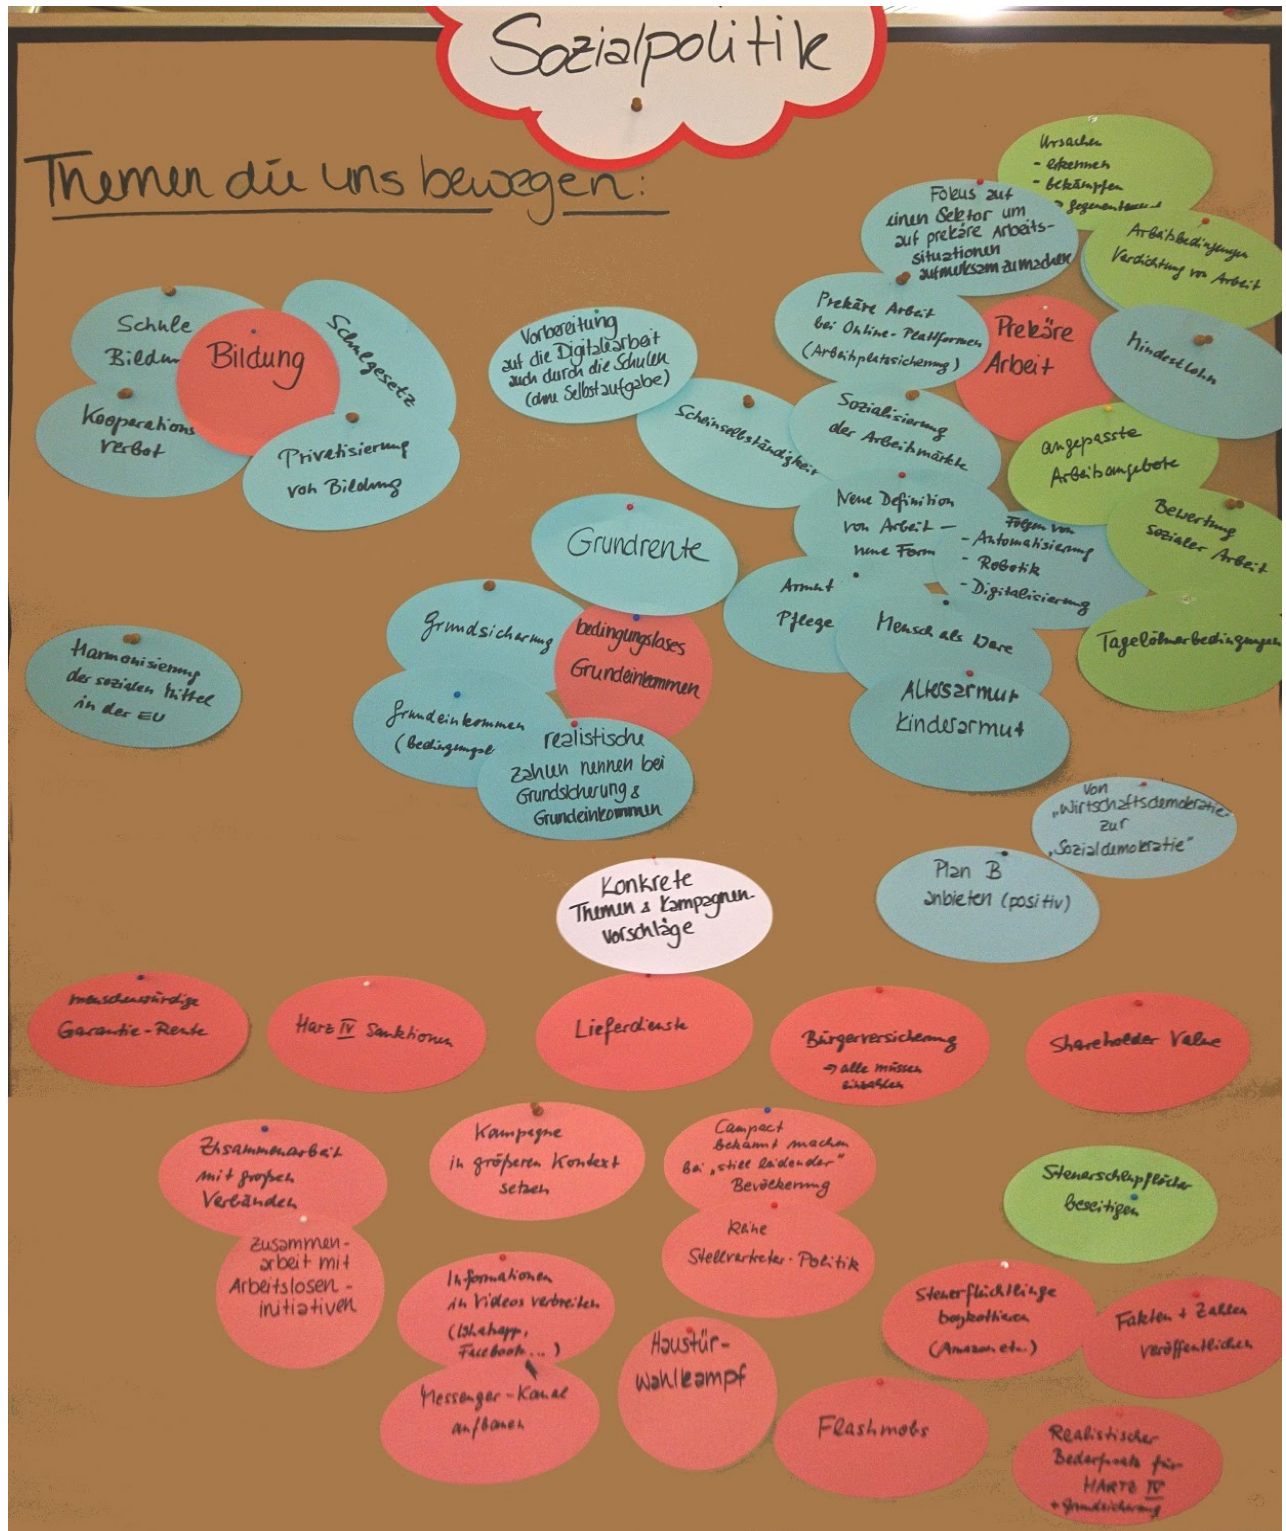 Sozialpolitik
Themen die uns bewegen:
Ursachen
- erkennen
- bekämpfen
Fokus auf
einen Sektor um
auf prekäre Arbeits-
situationen
aufmerksam zu machen
Arbeitsbedingungen
Verdichtung von Arbeit
Prekäre Arbeit
bei Online-Plattformen
(Arbeitsplatzsicherung)
Prekäre
Arbeit
Mindestlohn
Schule
Bildun
Bildung
Schulgesetz
Kooperations
verbot
Privatisierung
von Bildung
Vorbereitung
auf die Digitalarbeit
auch durch die Schulen
(ohne Selbstaufgabe)
Scheinselbständigkeit
Sozialisierung
der Arbeitmärkte
angepasste
Arbeitsangebote
Neue Definition
von Arbeit –
neue Form
Folgen von
- Automatisierung
- Robotik
- Digitalisierung
Bewertung
sozialer Arbeit
Grundrente
Armut
Pflege
Mensch als Ware
Tagelöhnerbedingungen
Grundsicherung
bedingungsloses
Grundeinkommen
Harmonisierung
der sozialen Mittel
in der EU
Grundeinkommen
(Bedingungsl
realistische
Zahlen nennen bei
Grundsicherung &
Grundeinkommen
Altersarmut
Kinderarmut
Von
„Wirtschaftsdemokratie
zur
„Sozialdemokratie"
Plan B
anbieten (positiv)
Konkrete
Themen & Kampagnen-
vorschläge
menschenwürdige
Garantie-Rente
Harz IV Sanktionen
Lieferdienste
Bürgerversicherung
→ alle müssen
einzahlen
Shareholder Value
Zusammenarbeit
mit großen
Verbänden
Kampagne
in größeren Kontext
setzen
Campact
bekannt machen
bei „still leidender"
Bevölkerung
Steuerschlupflöcher
beseitigen
Zusammen-
arbeit mit
Arbeitslosen-
initiativen
Keine
Stellvertreter-Politik
Informationen
in Videos verbreiten
(Whatsapp,
Facebook...)
Steuerflüchtlinge
boykottieren
(Amazon etc.)
Fakten + Zahlen
veröffentlichen
Haustür-
wahlkampf
Messenger-Kanal
aufbauen
Flashmobs
Realistischer
Bedarfssatz für
HARTZ IV
+ Grundsicherung